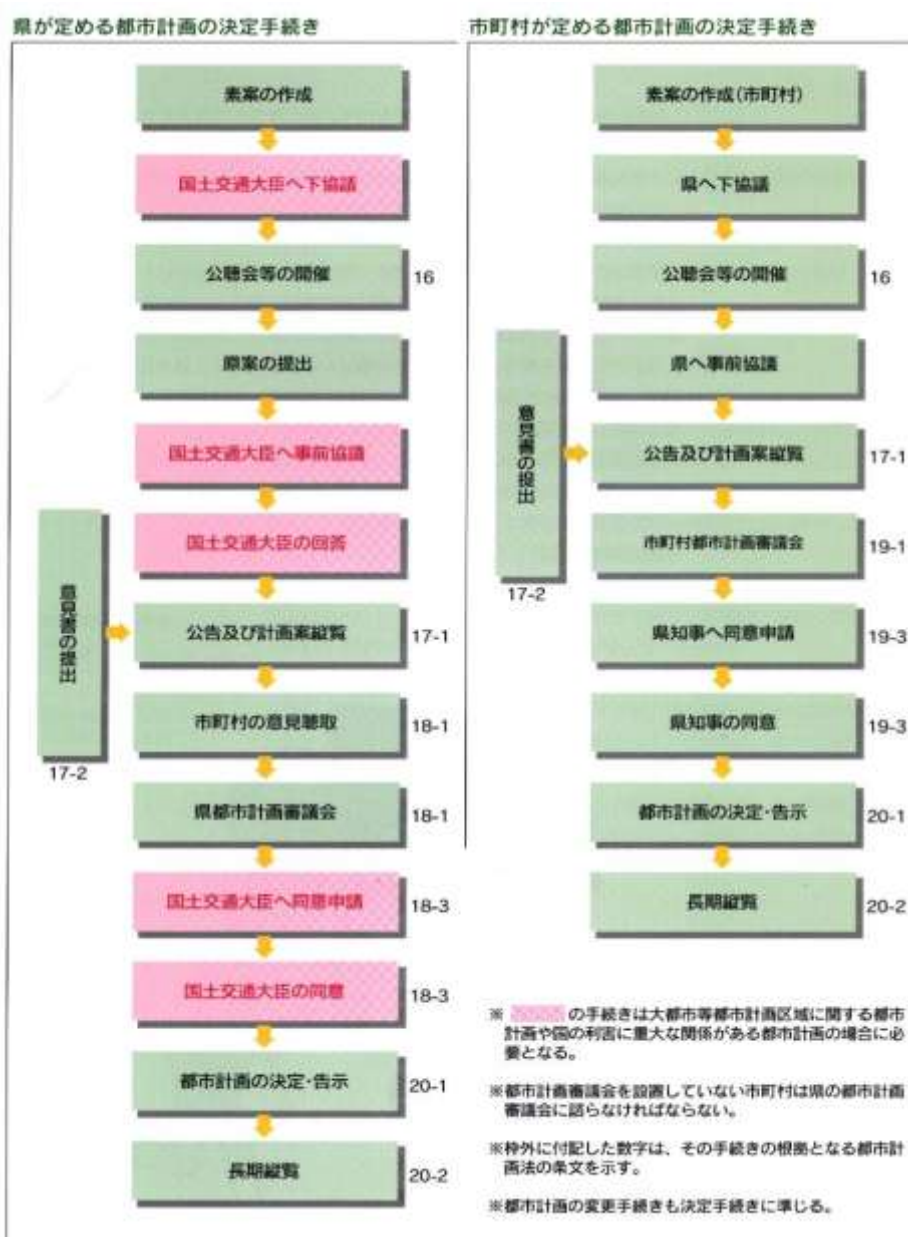 県が定める都市計画の決定手続き
素案の作成
国土交通大臣へ下協議
公聴会等の開催
16
原案の提出
国土交通大臣へ事前協議
国土交通大臣の回答
意見書の提出
17-2
公告及び計画案縦覧
17-1
市町村の意見聴取
18-1
県都市計画審議会
18-1
国土交通大臣へ同意申請
18-3
国土交通大臣の同意
18-3
都市計画の決定・告示
20-1
長期縦覧
20-2
市町村が定める都市計画の決定手続き
素案の作成(市町村)
県へ下協議
公聴会等の開催
16
県へ事前協議
意見書の提出
17-2
公告及び計画案縦覧
17-1
市町村都市計画審議会
19-1
県知事へ同意申請
19-3
県知事の同意
19-3
都市計画の決定・告示
20-1
長期縦覧
20-2
※ の手続きは大都市等都市計画区域に関する都市
計画や国の利害に重大な関係がある都市計画の場合に必
要となる。
※都市計画審議会を設置していない市町村は県の都市計画
審議会に諮らなければならない。
※枠外に付記した数字は、その手続きの根拠となる都市計
画法の条文を示す。
※都市計画の変更手続きも決定手続きに準じる。